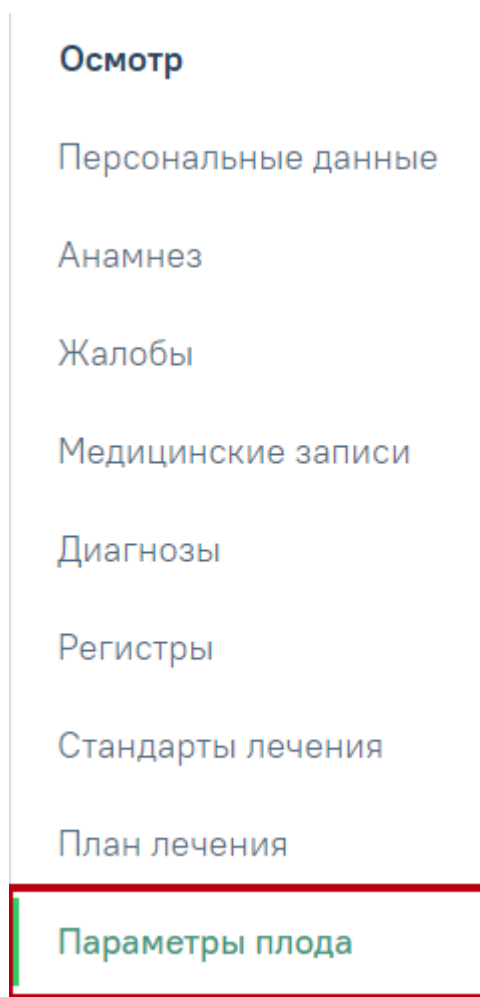 Осмотр
Персональные данные
Анамнез
Жалобы
Медицинские записи
Диагнозы
Регистры
Стандарты лечения
План лечения
Параметры плода